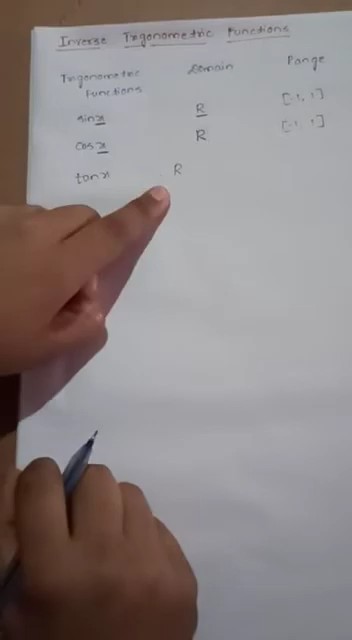 Inverse Trigonometric Functions
Trigonometric Functions Domain Range
sin x R [-1, 1]
cos x R [-1, 1]
tan x R